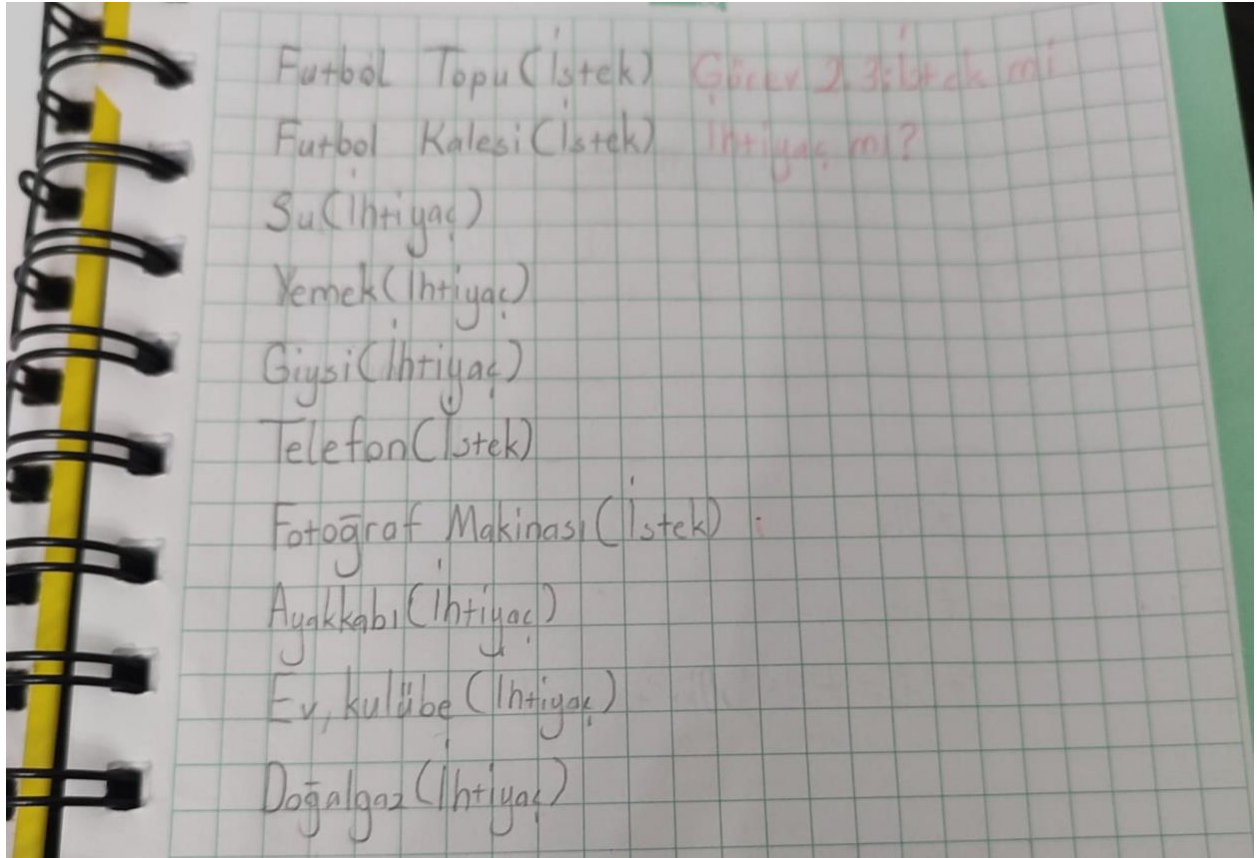 Futbol Topu(İstek) Görev 2.3:İstek mi
Futbol Kalesi(İstek) İhtiyaç mı?
Su(İhtiyaç)
Yemek(İhtiyaç)
Giysi(İhtiyaç)
Telefon(İstek)
Fotoğraf Makinası(İstek)
Ayakkabı(İhtiyaç)
Ev, kulübe(İhtiyaç)
Doğalgaz(İhtiyaç)